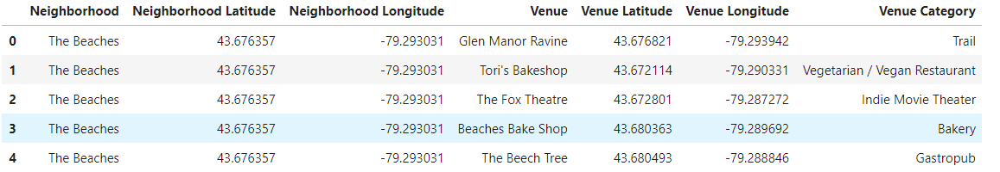 Neighborhood Neighborhood Latitude Neighborhood Longitude Venue Venue Latitude Venue Longitude Venue Category
0 The Beaches 43.676357 -79.293031 Glen Manor Ravine 43.676821 -79.293942 Trail
1 The Beaches 43.676357 -79.293031 Tori's Bakeshop 43.672114 -79.290331 Vegetarian / Vegan Restaurant
2 The Beaches 43.676357 -79.293031 The Fox Theatre 43.672801 -79.287272 Indie Movie Theater
3 The Beaches 43.676357 -79.293031 Beaches Bake Shop 43.680363 -79.289692 Bakery
4 The Beaches 43.676357 -79.293031 The Beech Tree 43.680493 -79.288846 Gastropub